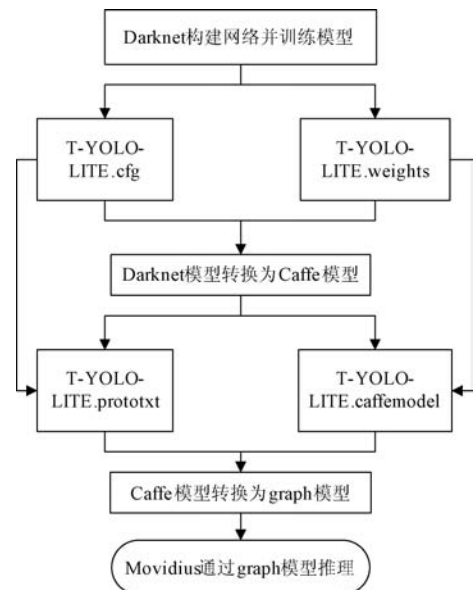 Darknet构建网络并训练模型
T-YOLO-
LITE.cfg
T-YOLO-
LITE.weights
Darknet模型转换为Caffe模型
T-YOLO-
LITE.prototxt
T-YOLO-
LITE.caffemodel
Caffe模型转换为graph模型
Movidius通过graph模型推理